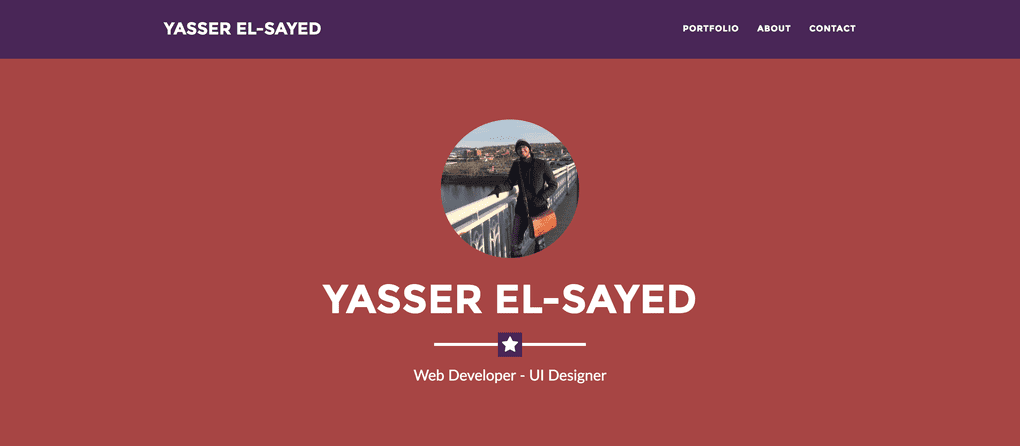 YASSER EL-SAYED
PORTFOLIO ABOUT CONTACT
YASSER EL-SAYED
Web Developer - UI Designer